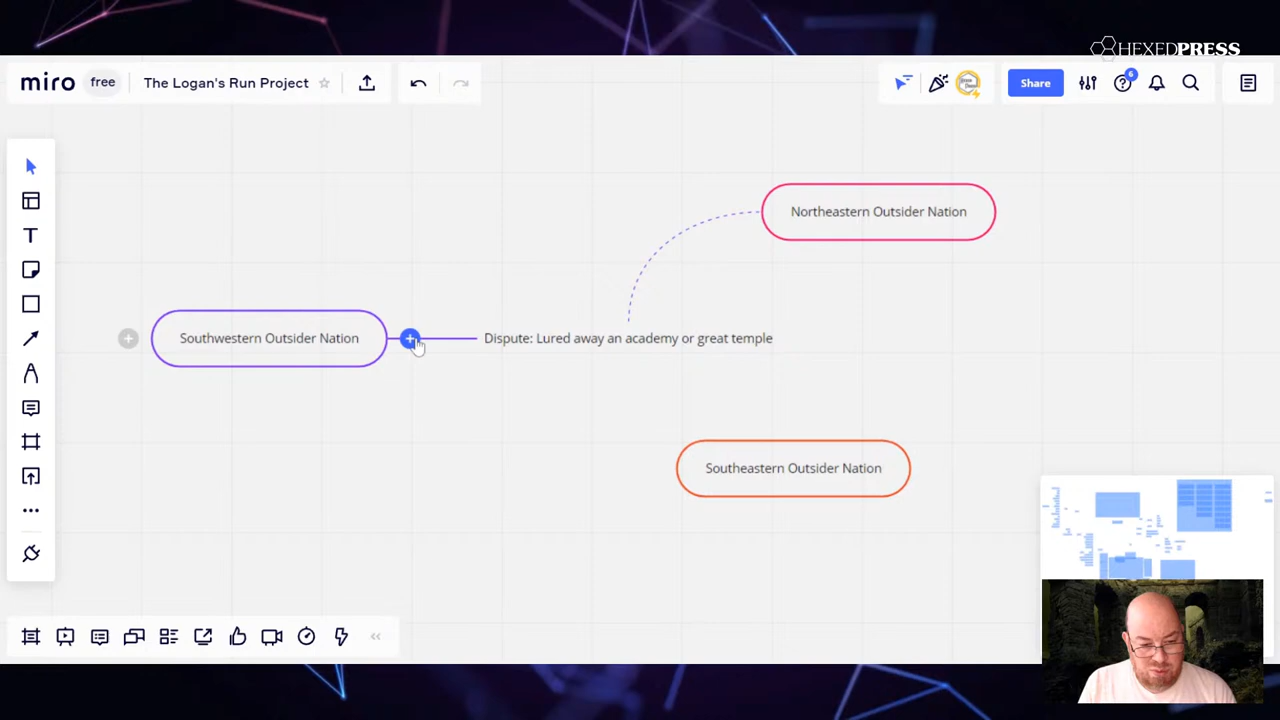 HEXEDPRESS
miro free The Logan's Run Project
Share
6
Northeastern Outsider Nation
Southwestern Outsider Nation
Dispute: Lured away an academy or great temple
Southeastern Outsider Nation